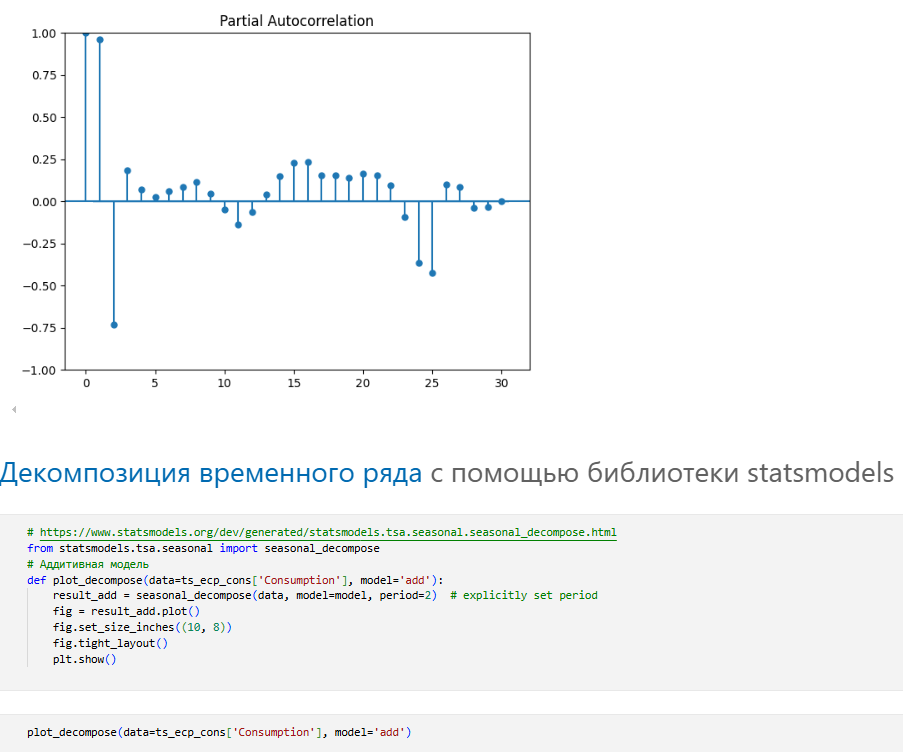 Partial Autocorrelation
1.00
0.75
0.50
0.25
0.00
−0.25
−0.50
−0.75
−1.00
0 5 10 15 20 25 30
Декомпозиция временного ряда с помощью библиотеки statsmodels
# https://www.statsmodels.org/dev/generated/statsmodels.tsa.seasonal.seasonal_decompose.html
from statsmodels.tsa.seasonal import seasonal_decompose
# Аддитивная модель
def plot_decompose(data=ts_ecp_cons['Consumption'], model='add'):
    result_add = seasonal_decompose(data, model=model, period=2)  # explicitly set period
    fig = result_add.plot()
    fig.set_size_inches((10, 8))
    fig.tight_layout()
    plt.show()
plot_decompose(data=ts_ecp_cons['Consumption'], model='add')